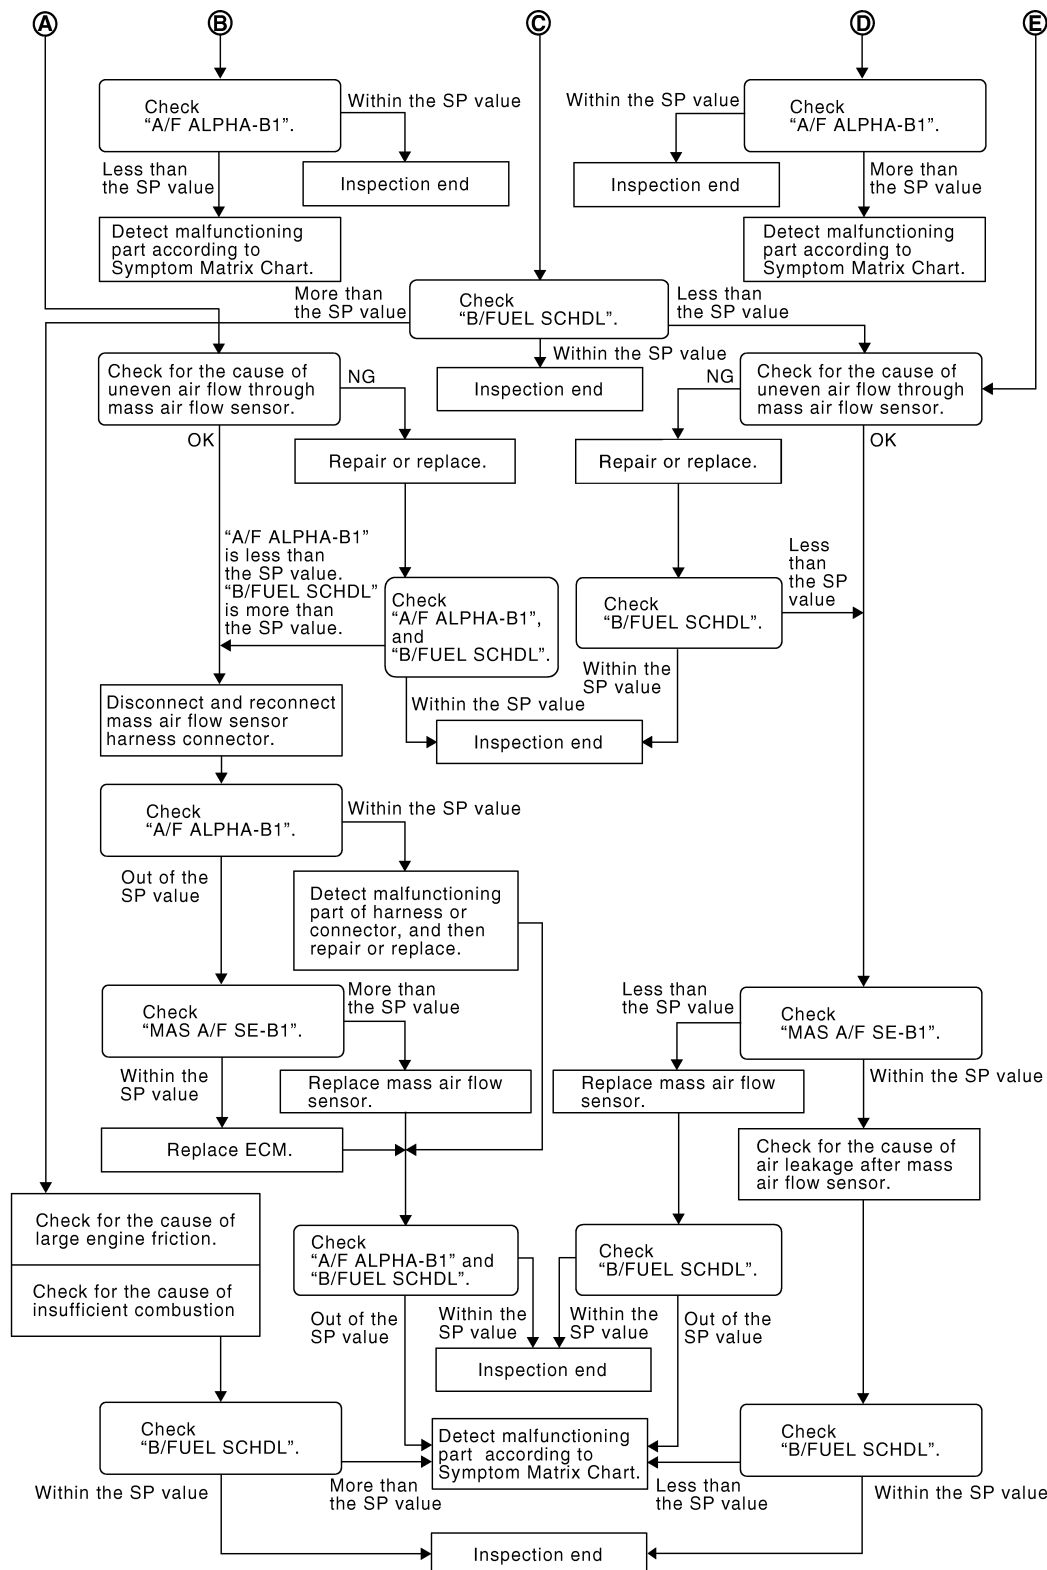 A
B
C
D
E
Check
“A/F ALPHA-B1”.
Within the SP value
Less than
the SP value
Inspection end
Detect malfunctioning
part according to
Symptom Matrix Chart.
Within the SP value
Check
“A/F ALPHA-B1”.
Inspection end
More than
the SP value
Detect malfunctioning
part according to
Symptom Matrix Chart.
More than
the SP value
Check
“B/FUEL SCHDL”.
Less than
the SP value
Within the SP value
Inspection end
Check for the cause of
uneven air flow through
mass air flow sensor.
NG
OK
Repair or replace.
NG
Check for the cause of
uneven air flow through
mass air flow sensor.
OK
Repair or replace.
“A/F ALPHA-B1”
is less than
the SP value.
“B/FUEL SCHDL”
is more than
the SP value.
Check
“A/F ALPHA-B1”,
and
“B/FUEL SCHDL”.
Check
“B/FUEL SCHDL”.
Less
than
the SP
value
Within the SP value
Within the
SP value
Inspection end
Disconnect and reconnect
mass air flow sensor
harness connector.
Check
“A/F ALPHA-B1”.
Within the SP value
Out of the
SP value
Detect malfunctioning
part of harness or
connector, and then
repair or replace.
Check
“MAS A/F SE-B1”.
More than
the SP value
Less than
the SP value
Check
“MAS A/F SE-B1”.
Within the
SP value
Replace mass air flow
sensor.
Replace mass air flow
sensor.
Within the SP value
Replace ECM.
Check for the cause of
air leakage after mass
air flow sensor.
Check for the cause of
large engine friction.
Check for the cause of
insufficient combustion
Check
“A/F ALPHA-B1” and
“B/FUEL SCHDL”.
Check
“B/FUEL SCHDL”.
Out of the
SP value
Within the
SP value
Within the
SP value
Out of the
SP value
Inspection end
Check
“B/FUEL SCHDL”.
Detect malfunctioning
part  according to
Symptom Matrix Chart.
Check
“B/FUEL SCHDL”.
Within the SP value
More than
the SP value
Less than
the SP value
Within the SP value
Inspection end